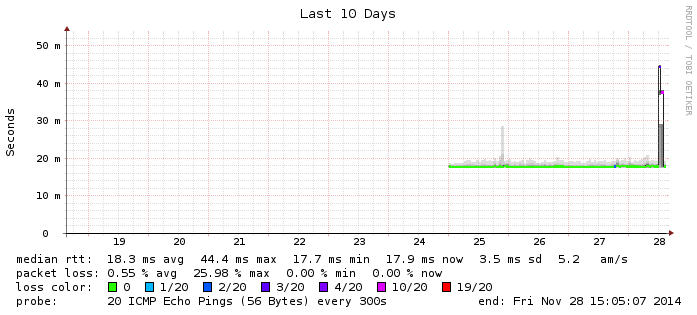 Last 10 Days
RRDTOOL / TOBI OETIKER
Seconds
50 m
40 m
30 m
20 m
10 m
0
19 20 21 22 23 24 25 26 27 28
median rtt: 18.3 ms avg 44.4 ms max 17.7 ms min 17.9 ms now 3.5 ms sd 5.2 am/s
packet loss: 0.55 % avg 25.98 % max 0.00 % min 0.00 % now
loss color: 0 1/20 2/20 3/20 4/20 10/20 19/20
probe: 20 ICMP Echo Pings (56 Bytes) every 300s end: Fri Nov 28 15:05:07 2014